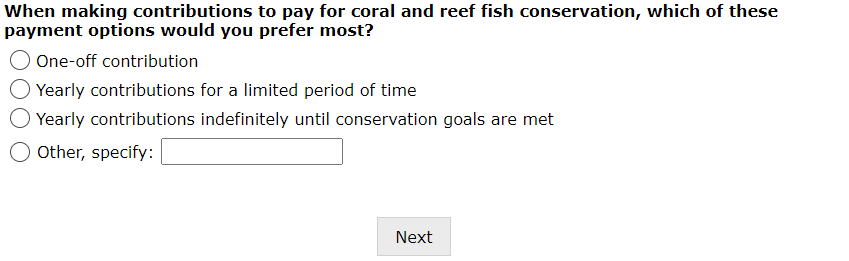 When making contributions to pay for coral and reef fish conservation, which of these
payment options would you prefer most?
One-off contribution
Yearly contributions for a limited period of time
Yearly contributions indefinitely until conservation goals are met
Other, specify:
Next